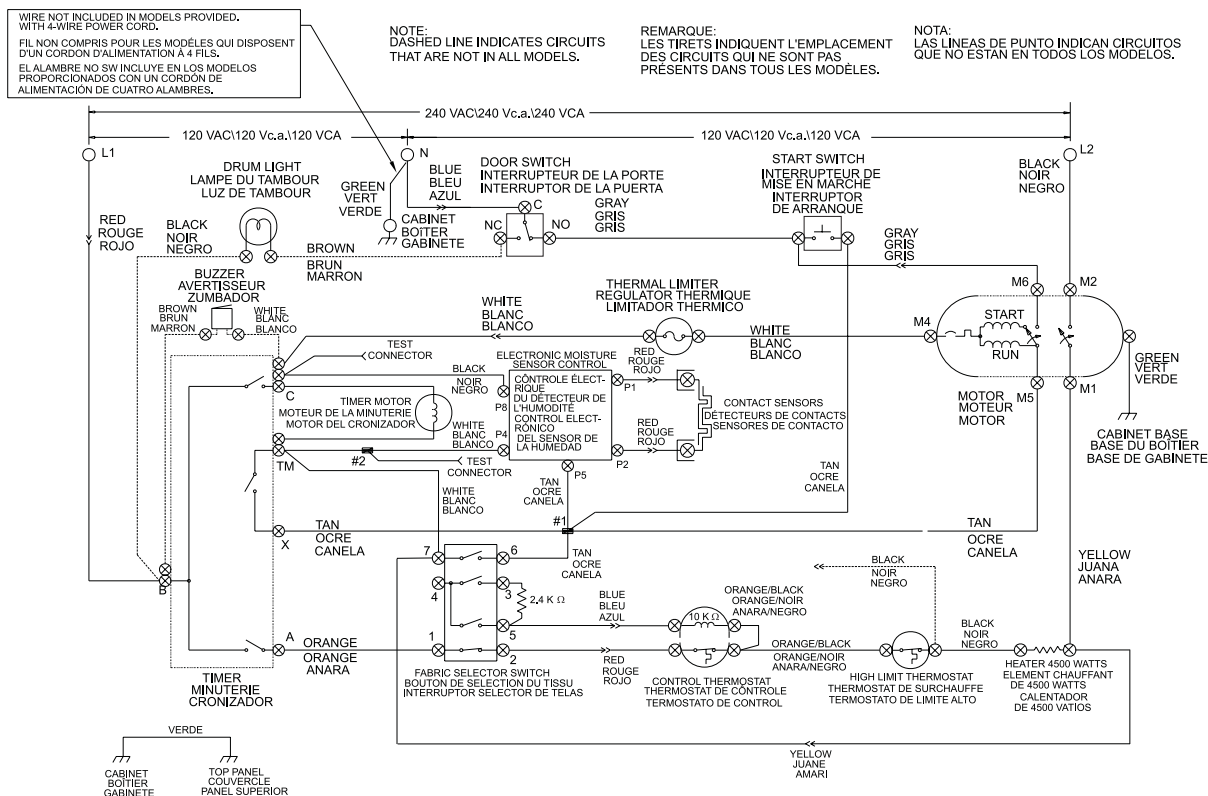 WIRE NOT INCLUDED IN MODELS PROVIDED.
WITH 4-WIRE POWER CORD.
FIL NON COMPRIS POUR LES MODÈLES QUI DISPOSENT
D'UN CORDON D'ALIMENTATION À 4 FILS.
EL ALAMBRE NO SW INCLUYE EN LOS MODELOS
PROPORCIONADOS CON UN CORDÓN DE
ALIMENTACIÓN DE CUATRO ALAMBRES.
NOTE:
DASHED LINE INDICATES CIRCUITS
THAT ARE NOT IN ALL MODELS.
REMARQUE:
LES TIRETS INDIQUENT L'EMPLACEMENT
DES CIRCUITS QUI NE SONT PAS
PRÉSENTS DANS TOUS LES MODÈLES.
NOTA:
LAS LÍNEAS DE PUNTO INDICAN CIRCUITOS
QUE NO ESTAN EN TODOS LOS MODELOS.
240 VAC\240 Vc.a.\240 VCA
120 VAC\120 Vc.a.\120 VCA
120 VAC\120 Vc.a.\120 VCA
L1
N
L2
DRUM LIGHT
LAMPE DU TAMBOUR
LUZ DE TAMBOUR
GREEN
VERT
VERDE
BLUE
BLEU
AZUL
DOOR SWITCH
INTERRUPTEUR DE LA PORTE
INTERRUPTOR DE LA PUERTA
START SWITCH
INTERRUPTEUR DE
MISE EN MARCHE
INTERRUPTOR
DE ARRANQUE
BLACK
NOIR
NEGRO
RED
ROUGE
ROJO
BLACK
NOIR
NEGRO
CABINET
BOÎTER
GABINETE
C
NC
NO
GRAY
GRIS
GRIS
GRAY
GRIS
GRIS
BROWN
BRUN
MARRON
BUZZER
AVERTISSEUR
ZUMBADOR
BROWN
BRUN
MARRON
WHITE
BLANC
BLANCO
WHITE
BLANC
BLANCO
THERMAL LIMITER
REGULATOR THERMIQUE
LIMITADOR THERMICO
WHITE
BLANC
BLANCO
M6
M2
M4
START
RUN
M5
M1
MOTOR
MOTEUR
MOTOR
GREEN
VERT
VERDE
CABINET BASE
BASE DU BOÎTIER
BASE DE GABINETE
TEST
CONNECTOR
BLACK
NOIR
NEGRO
ELECTRONIC MOISTURE
SENSOR CONTROL
CÔNTROLE ÉLECT-
RIQUE
DU DÉTECTEUR DE
L'HUMODITÉ
CONTROL ELECT-
RÓNICO
DEL SENSOR DE
LA HUMEDAD
P8
P4
P1
P2
P5
RED
ROUGE
ROJO
RED
ROUGE
ROJO
CONTACT SENSORS
DÉTECTEURS DE CONTACTS
SENSORES DE CONTACTO
C
TIMER MOTOR
MOTEUR DE LA MINUTERIE
MOTOR DEL CRONIZADOR
WHITE
BLANC
BLANCO
TM
#2
TEST
CONNECTOR
WHITE
BLANC
BLANCO
TAN
OCRE
CANELA
TAN
OCRE
CANELA
#1
X
TAN
OCRE
CANELA
TAN
OCRE
CANELA
TAN
OCRE
CANELA
YELLOW
JUANA
ANARA
B
7
6
4
3
2.4 K Ω
5
1
2
BLUE
BLEU
AZUL
10 K Ω
ORANGE/BLACK
ORANGE/NOIR
ANARA/NEGRO
BLACK
NOIR
NEGRO
A
ORANGE
ORANGE
ANARA
RED
ROUGE
ROJO
ORANGE/BLACK
ORANGE/NOIR
ANARA/NEGRO
BLACK
NOIR
NEGRO
TIMER
MINUTERIE
CRONIZADOR
FABRIC SELECTOR SWITCH
BOUTON DE SELECTION DU TISSU
INTERRUPTOR SELECTOR DE TELAS
CONTROL THERMOSTAT
THERMOSTAT DE CONTRÔLE
TERMOSTATO DE CONTROL
HIGH LIMIT THERMOSTAT
THERMOSTAT DE SURCHAUFFE
TERMOSTATO DE LIMITE ALTO
HEATER 4500 WATTS
ELEMENT CHAUFFANT
DE 4500 WATTS
CALENTADOR
DE 4500 VATIOS
YELLOW
JUANE
AMARI
VERDE
CABINET
BOÎTIER
GABINETE
TOP PANEL
COUVERCLE
PANEL SUPERIOR